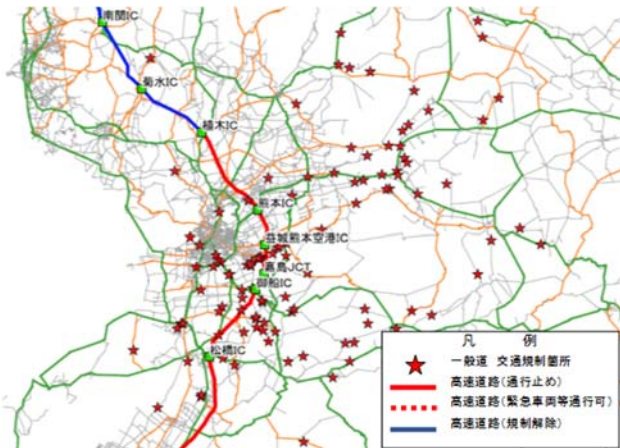 南関IC
菊水IC
植木IC
熊本IC
益城熊本空港IC
嘉島JCT
御船IC
松橋IC
凡 例
一般道 交通規制箇所
高速道路(通行止め)
高速道路(緊急車両等通行可)
高速道路(規制解除)